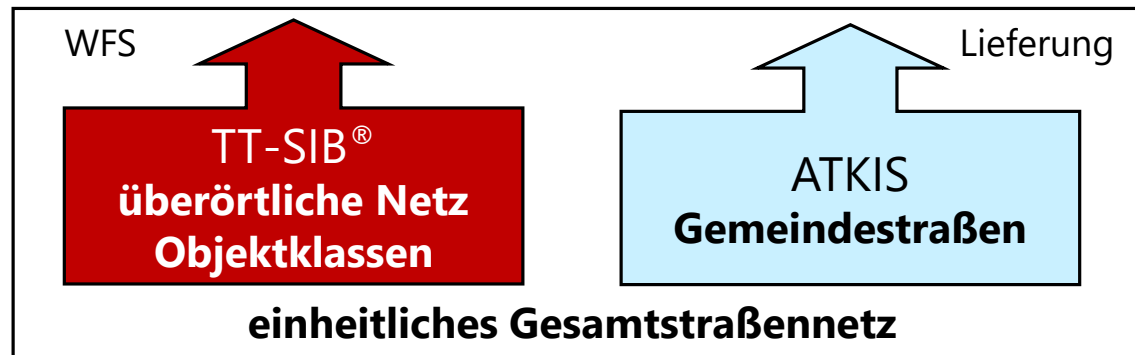 WFS
Lieferung
TT-SIB®
überörtliche Netz
Objektklassen
ATKIS
Gemeindestraßen
einheitliches Gesamtstraßennetz